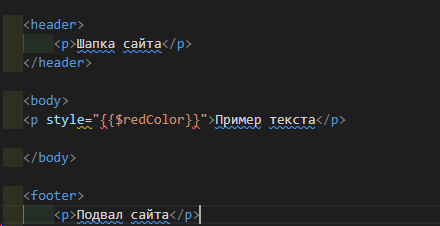 <header>
<p>Шапка сайта</p>
</header>
<body>
<p style="{{$redColor}}">Пример текста</p>
</body>
<footer>
<p>Подвал сайта</p>